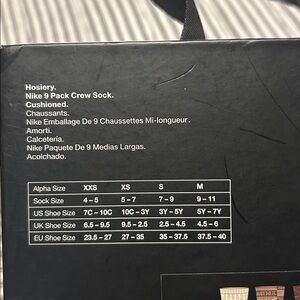 Hosiery.
Nike 9 Pack Crew Sock.
Cushioned.
Chaussants.
Nike Emballage De 9 Chaussettes Mi-longueur.
Amorti.
Calcetería.
Nike Paquete De 9 Medias Largas.
Acolchado.
Alpha Size XXS XS S M
Sock Size 4 – 5 5 – 7 7 – 9 9 – 11
US Shoe Size 7C – 10C 10C – 3Y 3Y – 5Y 5Y – 7Y
UK Shoe Size 6.5 – 9.5 9.5 – 2.5 2.5 – 4.5 4.5 – 6
EU Shoe Size 23.5 – 27 27 – 35 35 – 37.5 37.5 – 40